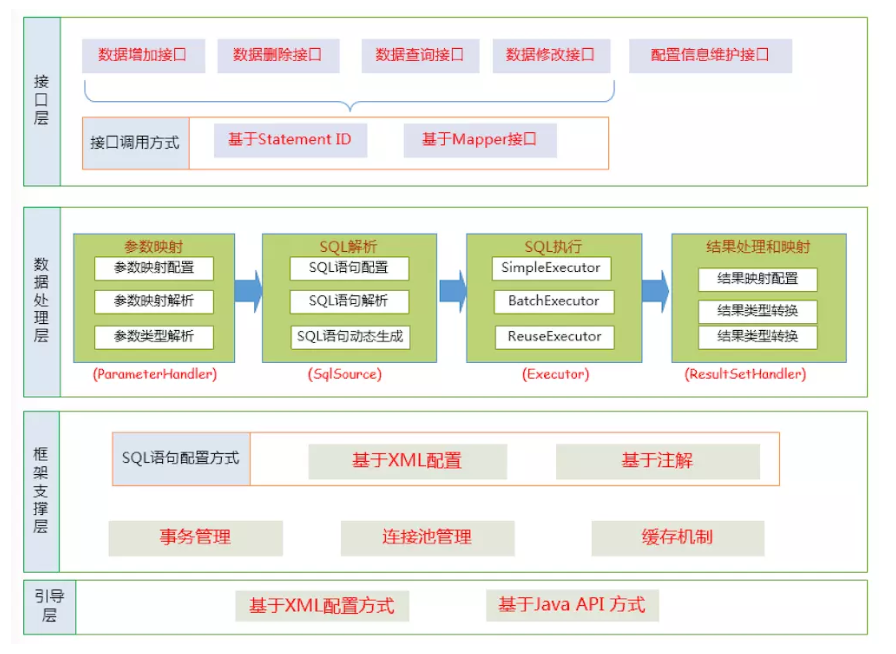 接口层
数据增加接口
数据删除接口
数据查询接口
数据修改接口
配置信息维护接口
接口调用方式
基于Statement ID
基于Mapper接口
数据处理层
参数映射
参数映射配置
参数映射解析
参数类型解析
(ParameterHandler)
SQL解析
SQL语句配置
SQL语句解析
SQL语句动态生成
(SqlSource)
SQL执行
SimpleExecutor
BatchExecutor
ReuseExecutor
(Executor)
结果处理和映射
结果映射配置
结果类型转换
结果类型转换
(ResultSetHandler)
框架支撑层
SQL语句配置方式
基于XML配置
基于注解
事务管理
连接池管理
缓存机制
引导层
基于XML配置方式
基于Java API 方式